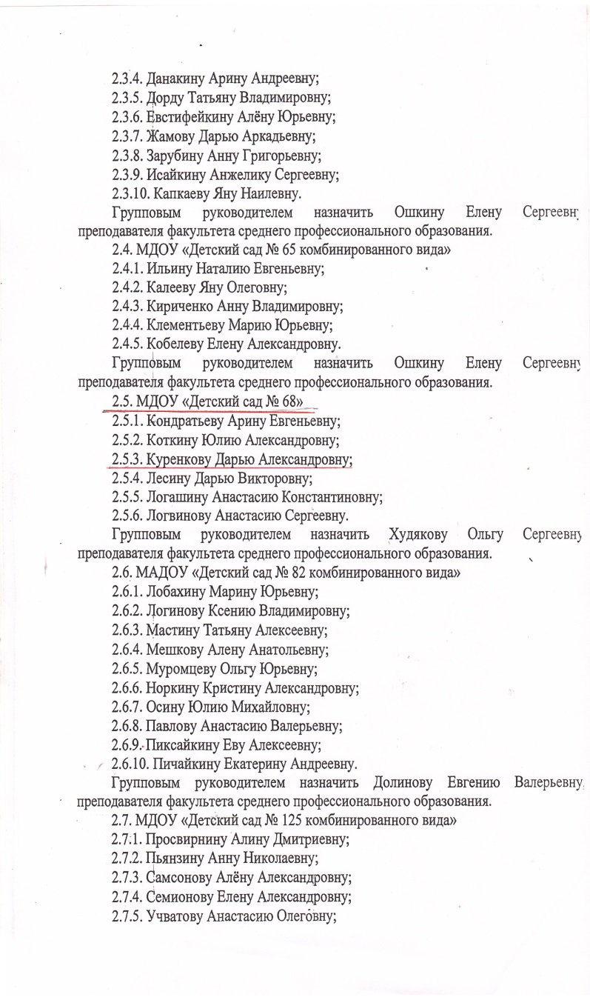 2.3.4. Данакину Арину Андреевну;
2.3.5. Дорду Татьяну Владимировну;
2.3.6. Евстифейкину Алёну Юрьевну;
2.3.7. Жамову Дарью Аркадьевну;
2.3.8. Зарубину Анну Григорьевну;
2.3.9. Исайкину Анжелику Сергеевну;
2.3.10. Капкаеву Яну Наилевну.
Групповым руководителем назначить Ошкину Елену Сергеевн
преподавателя факультета среднего профессионального образования.
2.4. МДОУ «Детский сад № 65 комбинированного вида»
2.4.1. Ильину Наталию Евгеньевну;
2.4.2. Калееву Яну Олеговну;
2.4.3. Кириченко Анну Владимировну;
2.4.4. Клементьеву Марию Юрьевну;
2.4.5. Кобелеву Елену Александровну.
Групповым руководителем назначить Ошкину Елену Сергеевну
преподавателя факультета среднего профессионального образования.
2.5. МДОУ «Детский сад № 68»
2.5.1. Кондратьеву Арину Евгеньевну;
2.5.2. Коткину Юлию Александровну;
2.5.3. Куренкову Дарью Александровну;
2.5.4. Лесину Дарью Викторовну;
2.5.5. Логашину Анастасию Константиновну;
2.5.6. Логвинову Анастасию Сергеевну.
Групповым руководителем назначить Худякову Ольгу Сергеевну
преподавателя факультета среднего профессионального образования.
2.6. МАДОУ «Детский сад № 82 комбинированного вида»
2.6.1. Лобахину Марину Юрьевну;
2.6.2. Логинову Ксению Владимировну;
2.6.3. Мастину Татьяну Алексеевну;
2.6.4. Мешкову Алену Анатольевну;
2.6.5. Муромцеву Ольгу Юрьевну;
2.6.6. Норкину Кристину Александровну;
2.6.7. Осину Юлию Михайловну;
2.6.8. Павлову Анастасию Валерьевну;
2.6.9. Пиксайкину Еву Алексеевну;
2.6.10. Пичайкину Екатерину Андреевну.
Групповым руководителем назначить Долинову Евгению Валерьевну,
преподавателя факультета среднего профессионального образования.
2.7. МДОУ «Детский сад № 125 комбинированного вида»
2.7.1. Просвирнину Алину Дмитриевну;
2.7.2. Пьянзину Анну Николаевну;
2.7.3. Самсонову Алёну Александровну;
2.7.4. Семионову Елену Александровну;
2.7.5. Учватову Анастасию Олеговну;